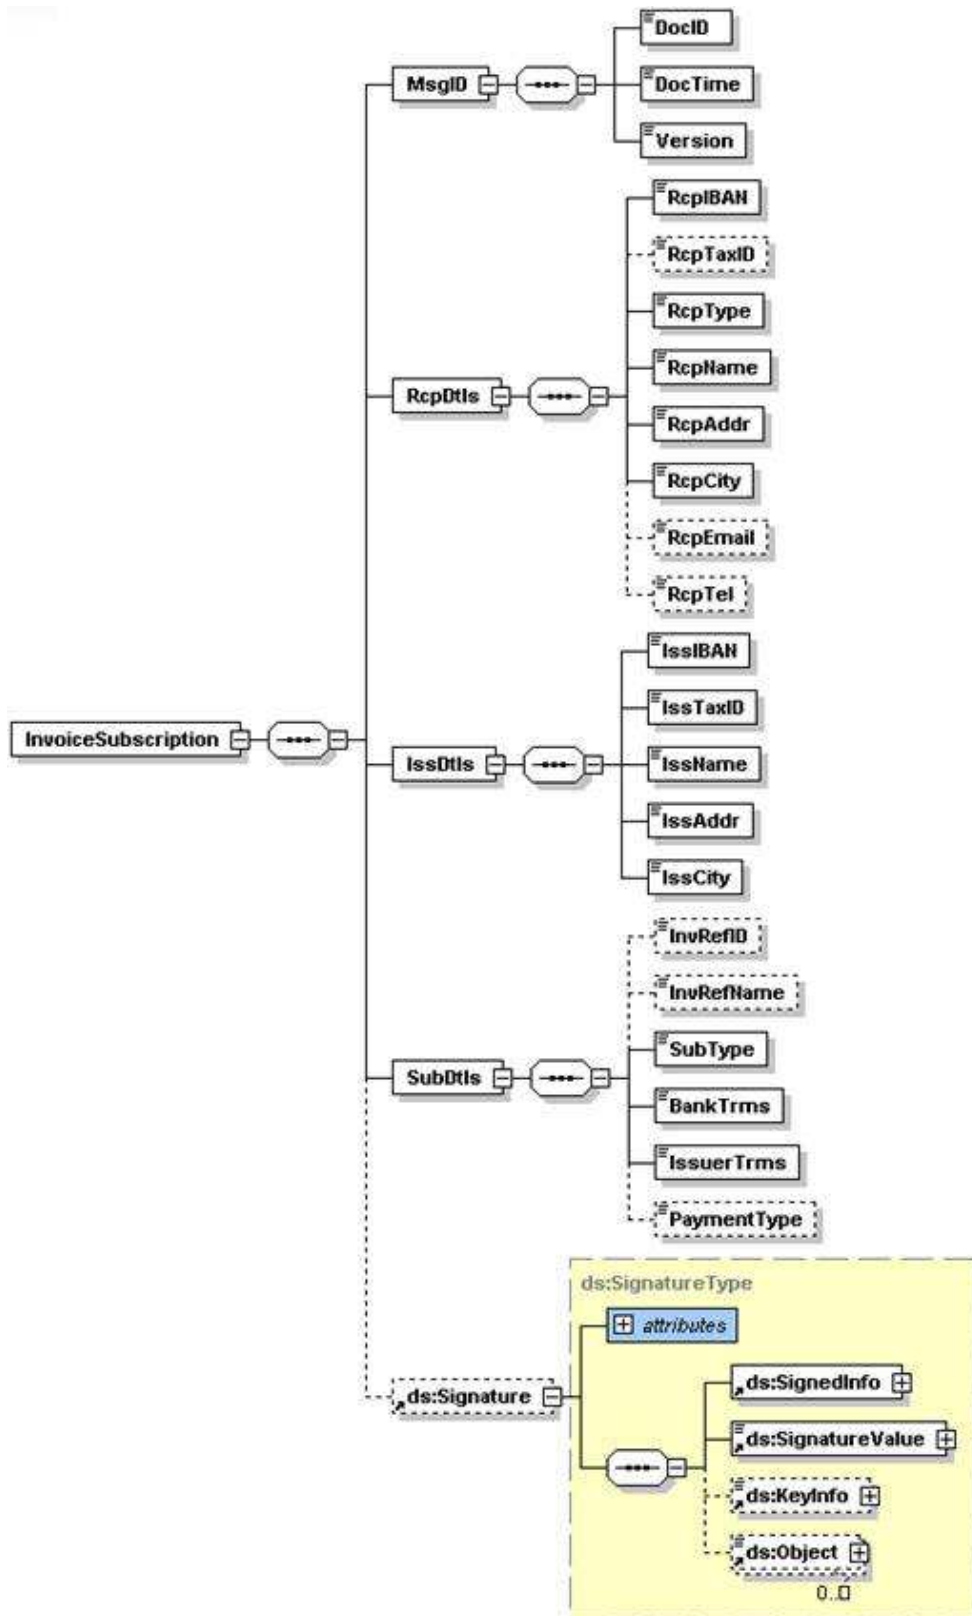 DocID
MsgID
DocTime
Version
RcpIBAN
RcpTaxID
RcpType
RcpName
RcpDtls
RcpAddr
RcpCity
RcpEmail
RcpTel
IssIBAN
IssTaxID
InvoiceSubscription
IssDtls
IssName
IssAddr
IssCity
InvRefID
InvRefName
SubType
SubDtls
BankTrms
IssuerTrms
PaymentType
ds:SignatureType
attributes
ds:Signature
ds:SignedInfo
ds:SignatureValue
ds:KeyInfo
ds:Object
0..□